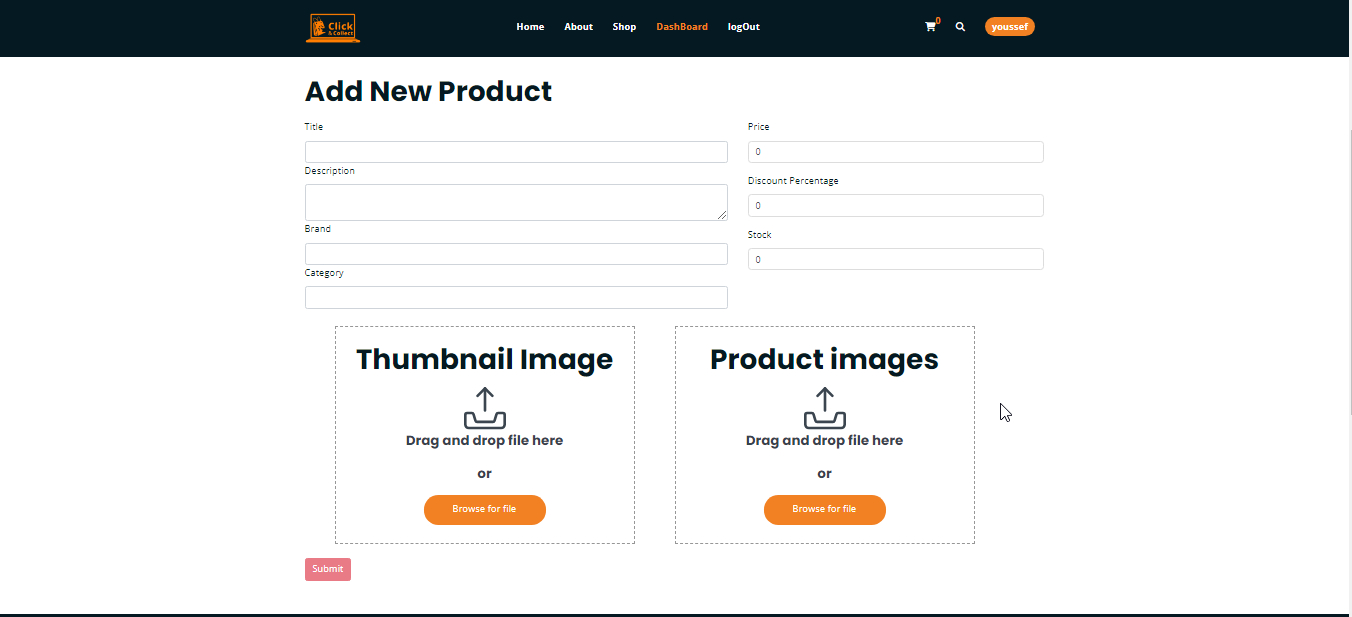 Click
& Collect
Home About Shop DashBoard logOut
0
youssef
Add New Product
Title
Price
0
Description
Discount Percentage
0
Brand
Stock
0
Category
Thumbnail Image
Drag and drop file here
or
Browse for file
Product images
Drag and drop file here
or
Browse for file
Submit